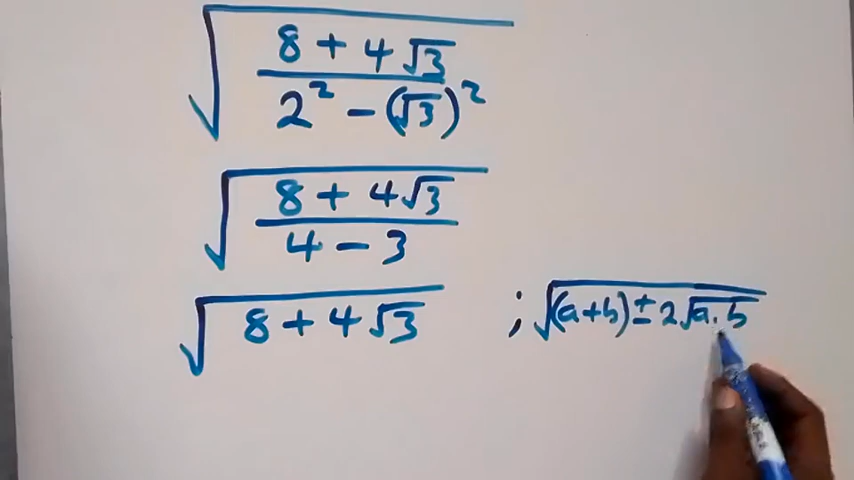 √((8 + 4√3)/(2² - (√3)²))
√((8 + 4√3)/(4 - 3))
√(8 + 4√3) ; √((a+b) ± 2√(a.b))